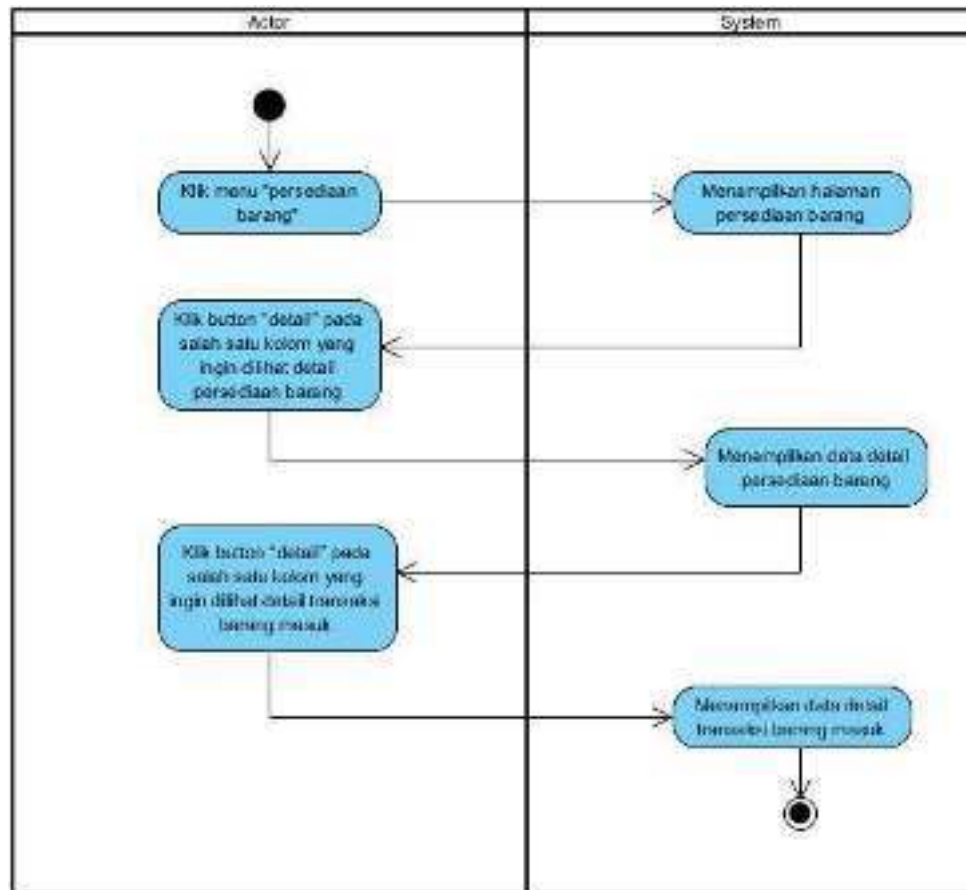 Actor
System
Klik menu "persediaan
barang"
Menampilkan halaman
persediaan barang
Klik button "detail" pada
salah satu kolom yang
ingin dilihat detail
persediaan barang
Menampilkan data detail
persediaan barang
Klik button "detail" pada
salah satu kolom yang
ingin dilihat detail transaksi
barang masuk
Menampilkan data detail
transaksi barang masuk